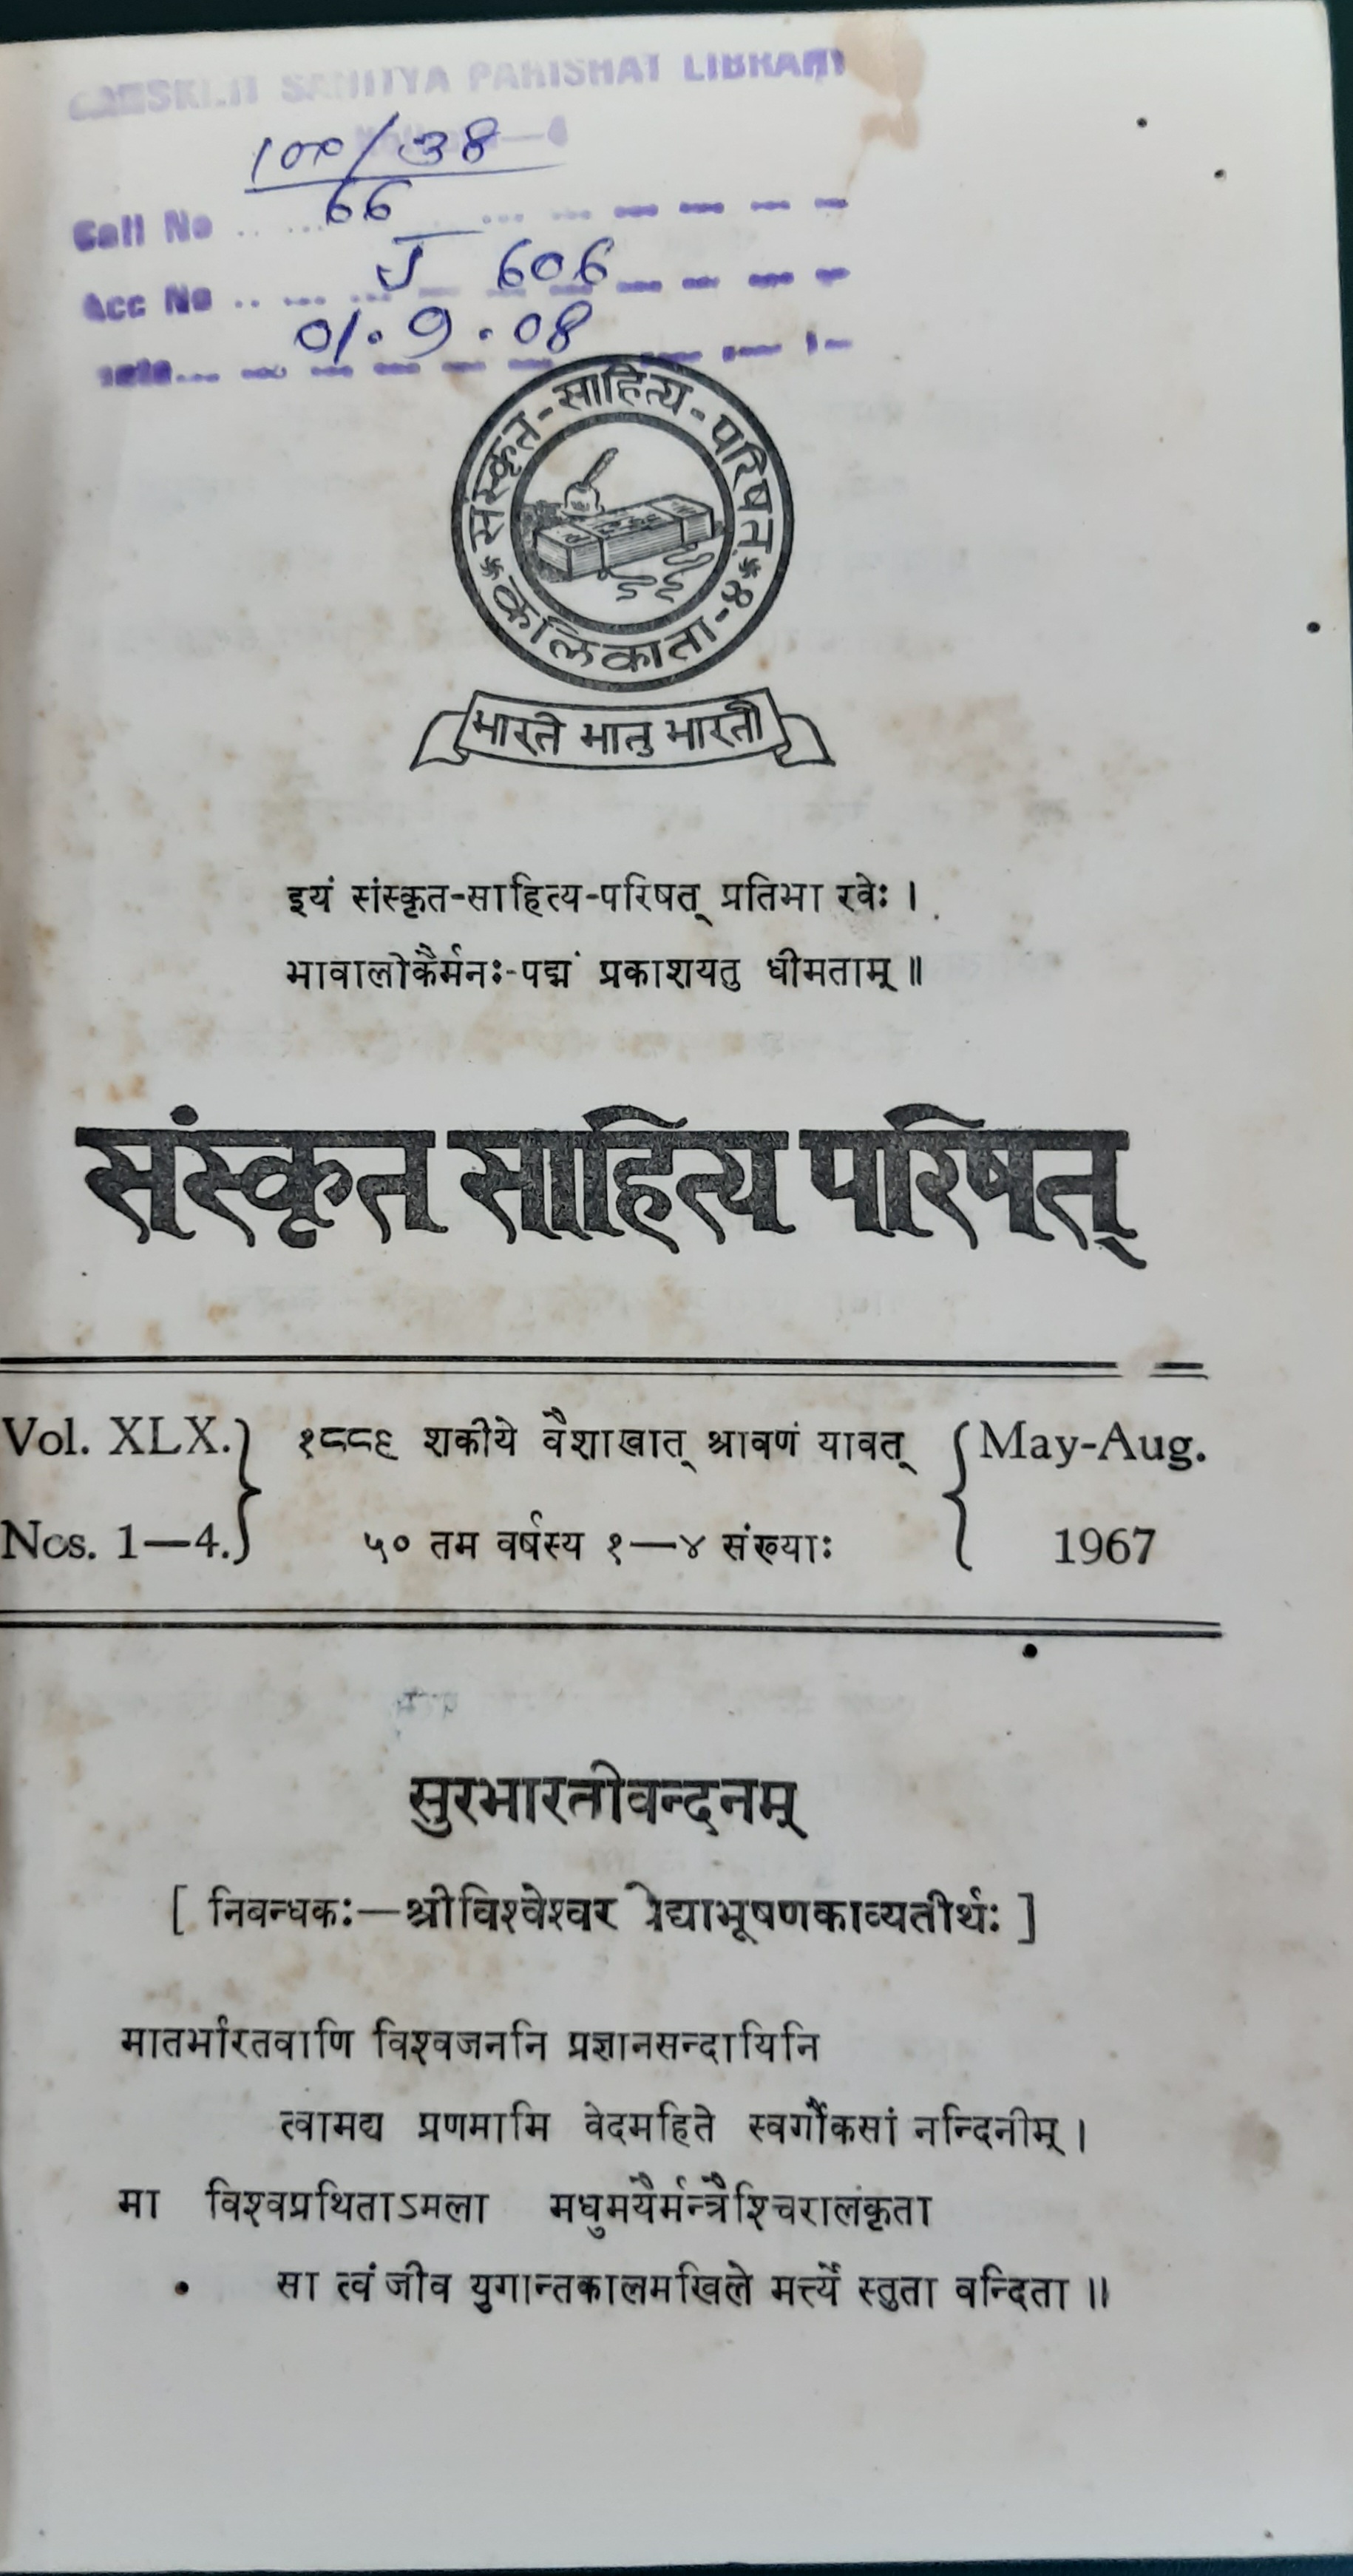 SANSKRIT SAHITYA PARISHAT LIBRARY
100/38
66
Call No
J 606
Acc No
01.9.08
संस्कृत-साहित्य-परिषत्
कलिकाता-४
भारते भातु भारती
इयं संस्कृत-साहित्य-परिषत् प्रतिभा रवेः ।
भावालोकैर्मनः-पद्मं प्रकाशयतु धीमताम् ॥
संस्कृत साहित्य परिषत्
Vol. XLX. १८८९ शकीये वैशाखात् श्रावणं यावत् May-Aug.
Nos. 1—4. ५० तम वर्षस्य १—४ संख्याः 1967
सुरभारतीवन्दनम्
[ निबन्धकः—श्रीविश्वेश्वर द्याभूषणकाव्यतीर्थः ]
मातर्भारतवाणि विश्वजननि प्रज्ञानसन्दायिनि
त्वामद्य प्रणमामि वेदमहिते स्वर्गौकसां नन्दिनीम् ।
मा विश्वप्रथिताऽमला मधुमयैर्मन्त्रैश्चिरालंकृता
सा त्वं जीव युगान्तकालमखिले मर्त्त्ये स्तुता वन्दिता ॥